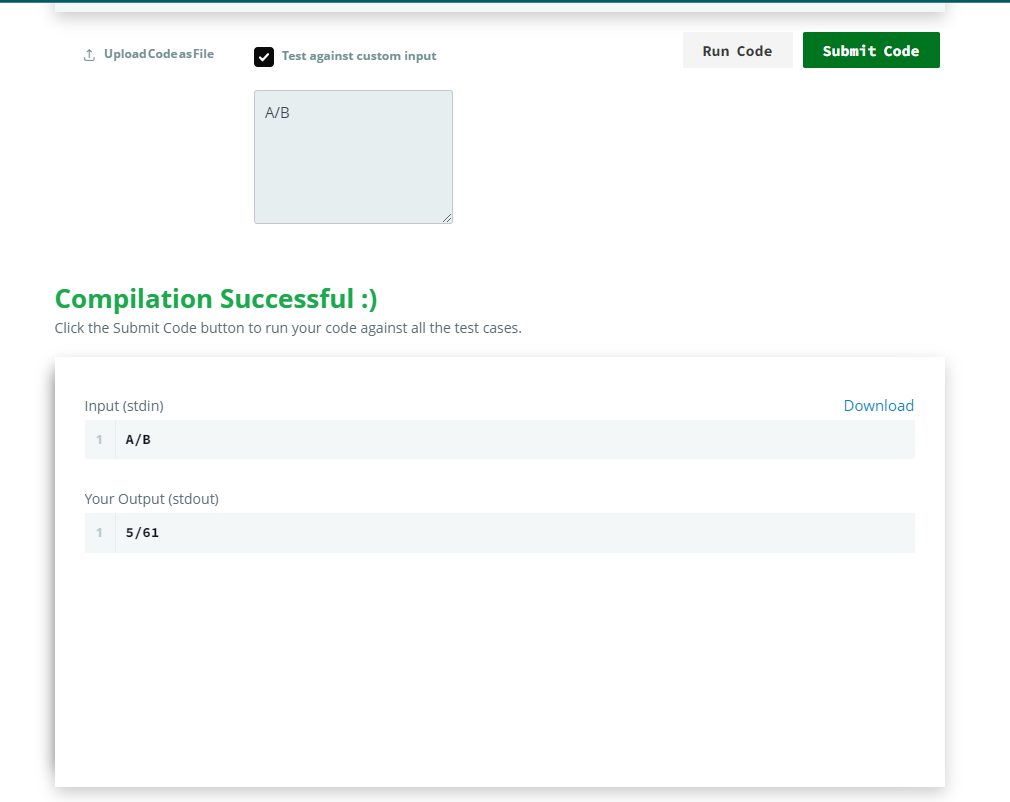 Upload Code as File
Test against custom input
Run Code
Submit Code
A/B
Compilation Successful :)
Click the Submit Code button to run your code against all the test cases.
Input (stdin)
Download
1 A/B
Your Output (stdout)
1 5/61